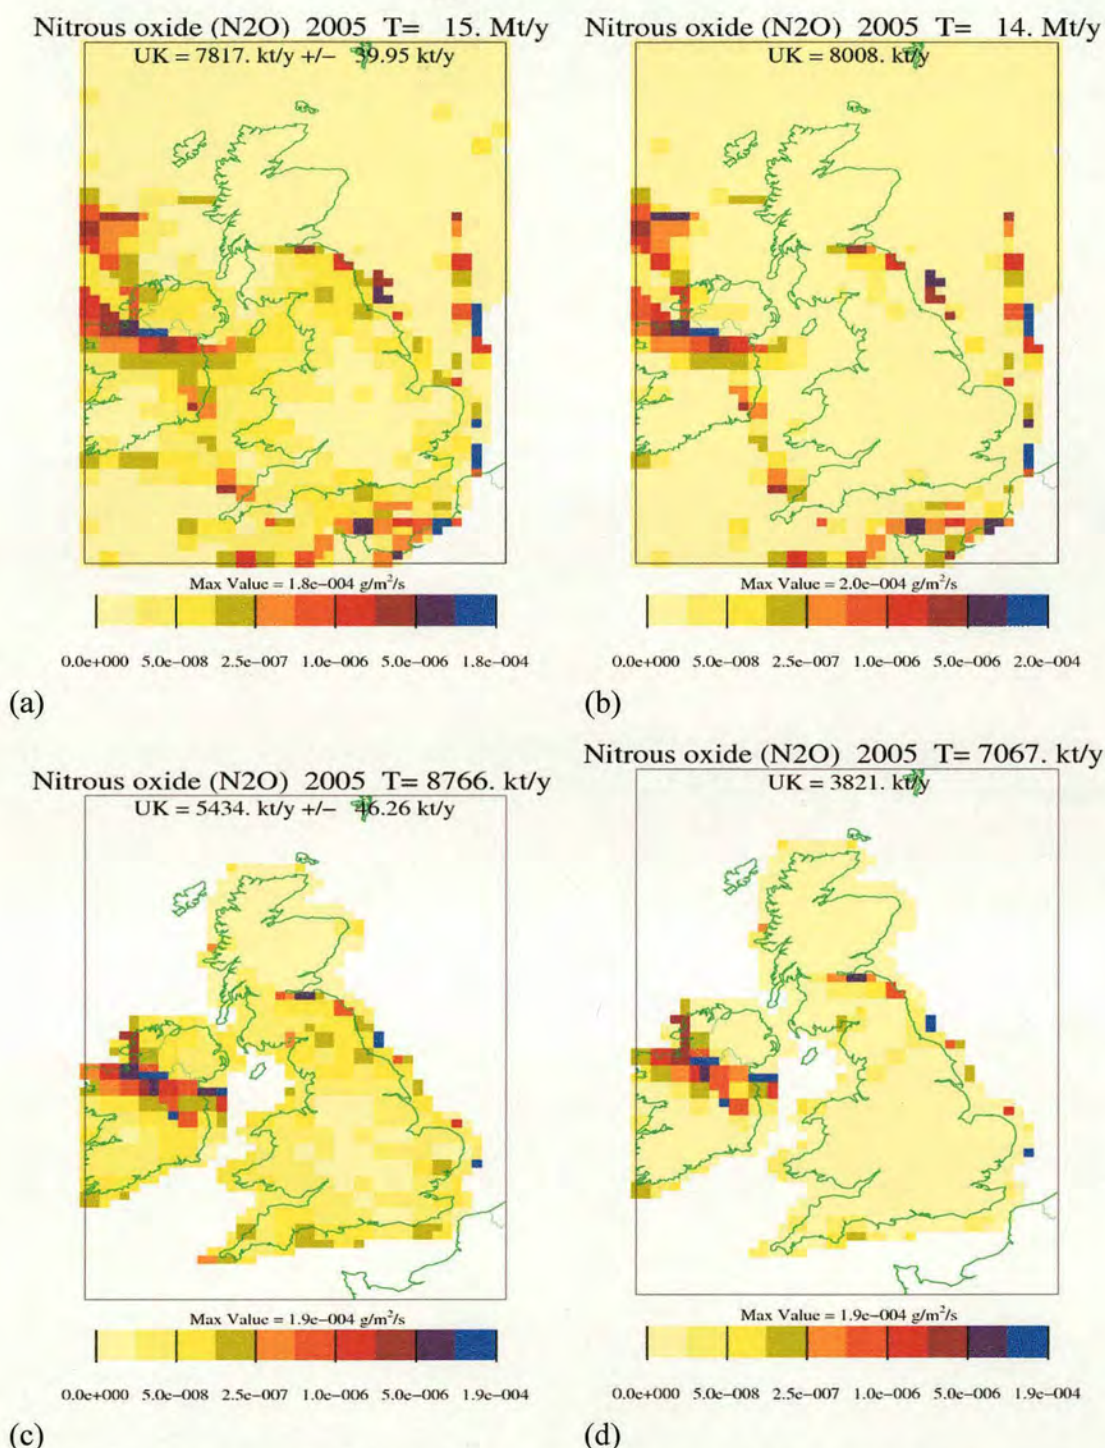 Nitrous oxide (N2O) 2005 T= 15. Mt/y
UK = 7817. kt/y +/− 39.95 kt/y
Max Value = 1.8e−004 g/m²/s
0.0e+000 5.0e−008 2.5e−007 1.0e−006 5.0e−006 1.8e−004
(a)
Nitrous oxide (N2O) 2005 T= 14. Mt/y
UK = 8008. kt/y
Max Value = 2.0e−004 g/m²/s
0.0e+000 5.0e−008 2.5e−007 1.0e−006 5.0e−006 2.0e−004
(b)
Nitrous oxide (N2O) 2005 T= 8766. kt/y
UK = 5434. kt/y +/− 46.26 kt/y
Max Value = 1.9e−004 g/m²/s
0.0e+000 5.0e−008 2.5e−007 1.0e−006 5.0e−006 1.9e−004
(c)
Nitrous oxide (N2O) 2005 T= 7067. kt/y
UK = 3821. kt/y
Max Value = 1.9e−004 g/m²/s
0.0e+000 5.0e−008 2.5e−007 1.0e−006 5.0e−006 1.9e−004
(d)